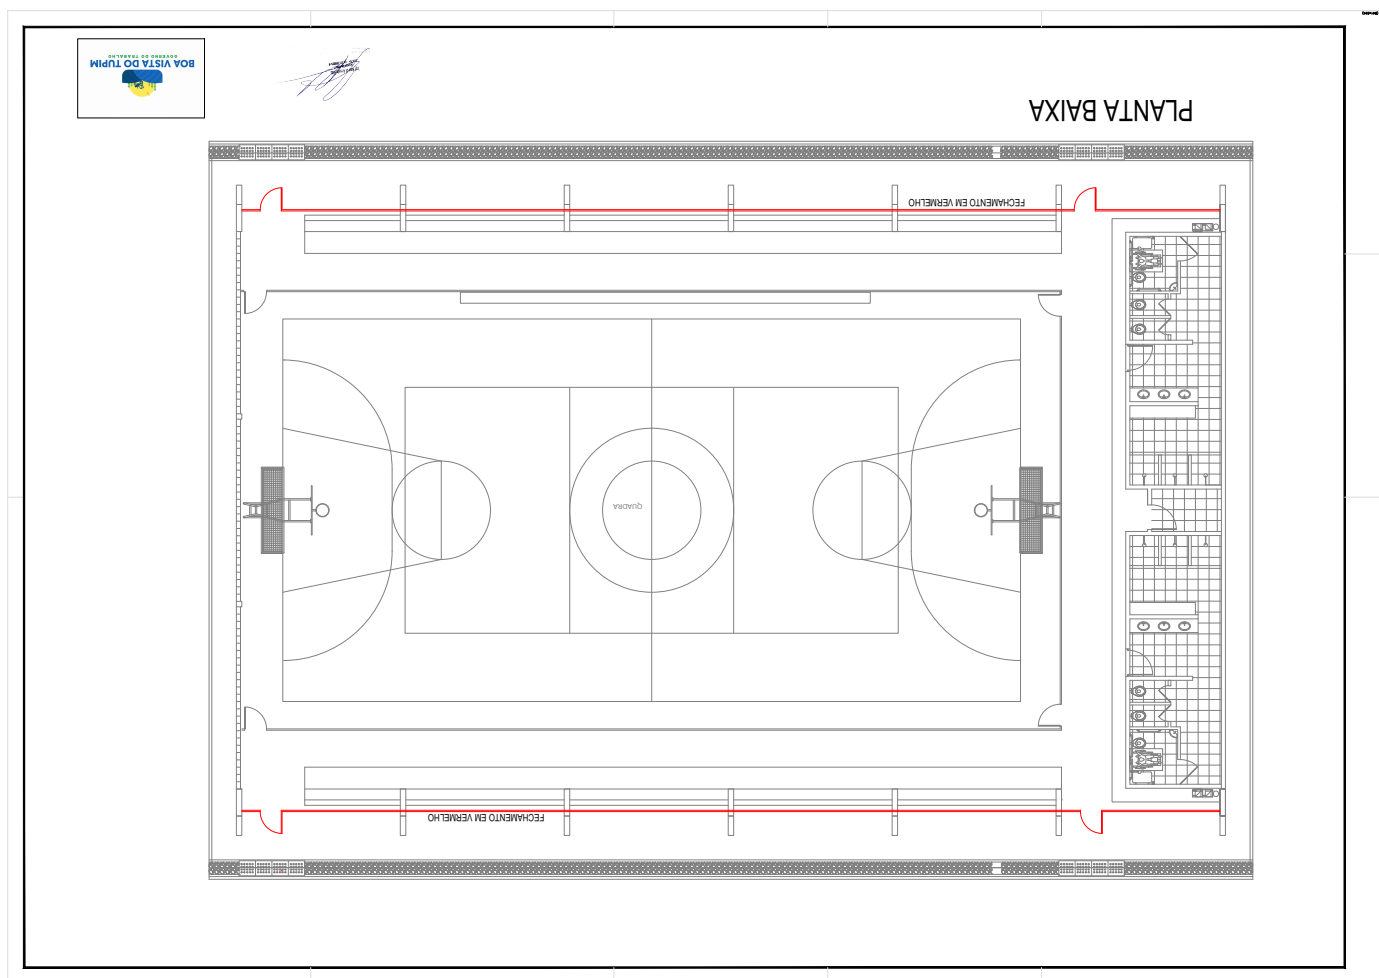 PLANTA BAIXA
BOA VISTA DO TUPIM
GOVERNO DO TRABALHO
FECHAMENTO EM VERMELHO
QUADRA
FECHAMENTO EM VERMELHO